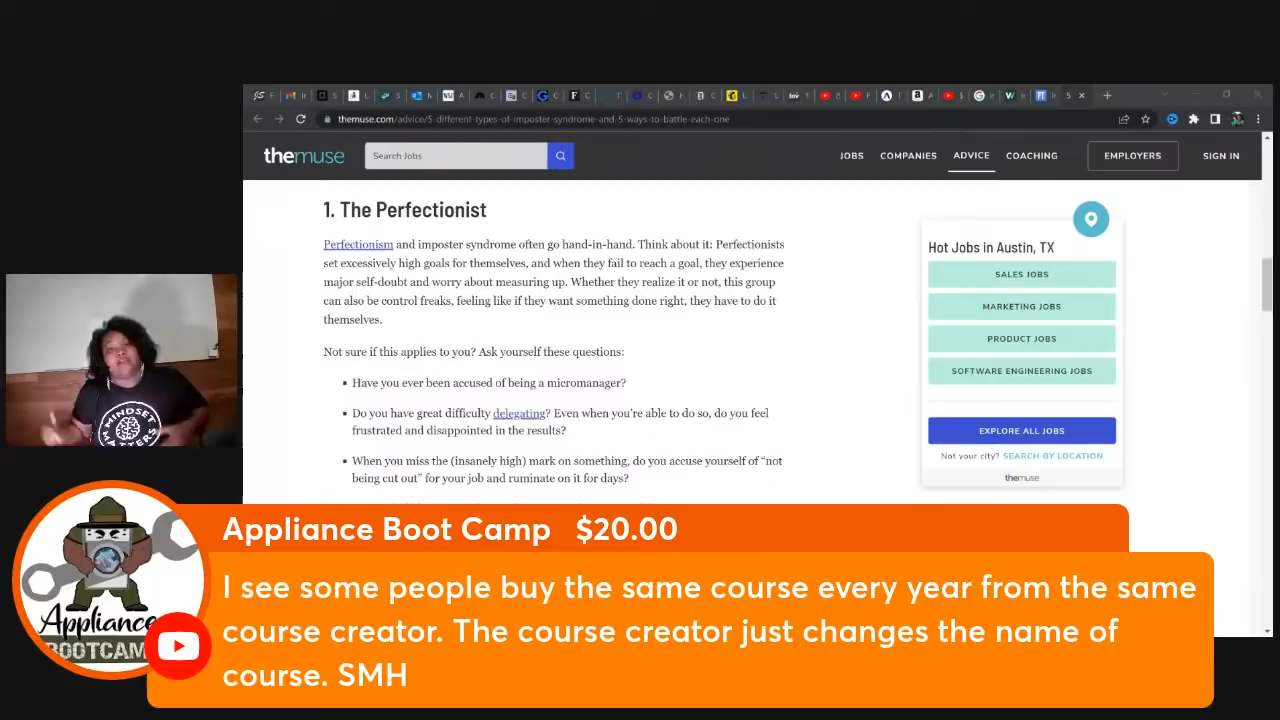 themuse.com/advice/5-different-types-of-imposter-syndrome-and-5-ways-to-battle-each-one
themuse
Search Jobs
JOBS COMPANIES ADVICE COACHING EMPLOYERS SIGN IN
1. The Perfectionist
Perfectionism and imposter syndrome often go hand-in-hand. Think about it: Perfectionists
set excessively high goals for themselves, and when they fail to reach a goal, they experience
major self-doubt and worry about measuring up. Whether they realize it or not, this group
can also be control freaks, feeling like if they want something done right, they have to do it
themselves.
Not sure if this applies to you? Ask yourself these questions:
Have you ever been accused of being a micromanager?
Do you have great difficulty delegating? Even when you're able to do so, do you feel
frustrated and disappointed in the results?
When you miss the (insanely high) mark on something, do you accuse yourself of “not
being cut out” for your job and ruminate on it for days?
Hot Jobs in Austin, TX
SALES JOBS
MARKETING JOBS
PRODUCT JOBS
SOFTWARE ENGINEERING JOBS
EXPLORE ALL JOBS
Not your city? SEARCH BY LOCATION
themuse
MINDSET
MATTERS
Appliance
BOOTCAM
Appliance Boot Camp $20.00
I see some people buy the same course every year from the same
course creator. The course creator just changes the name of
course. SMH